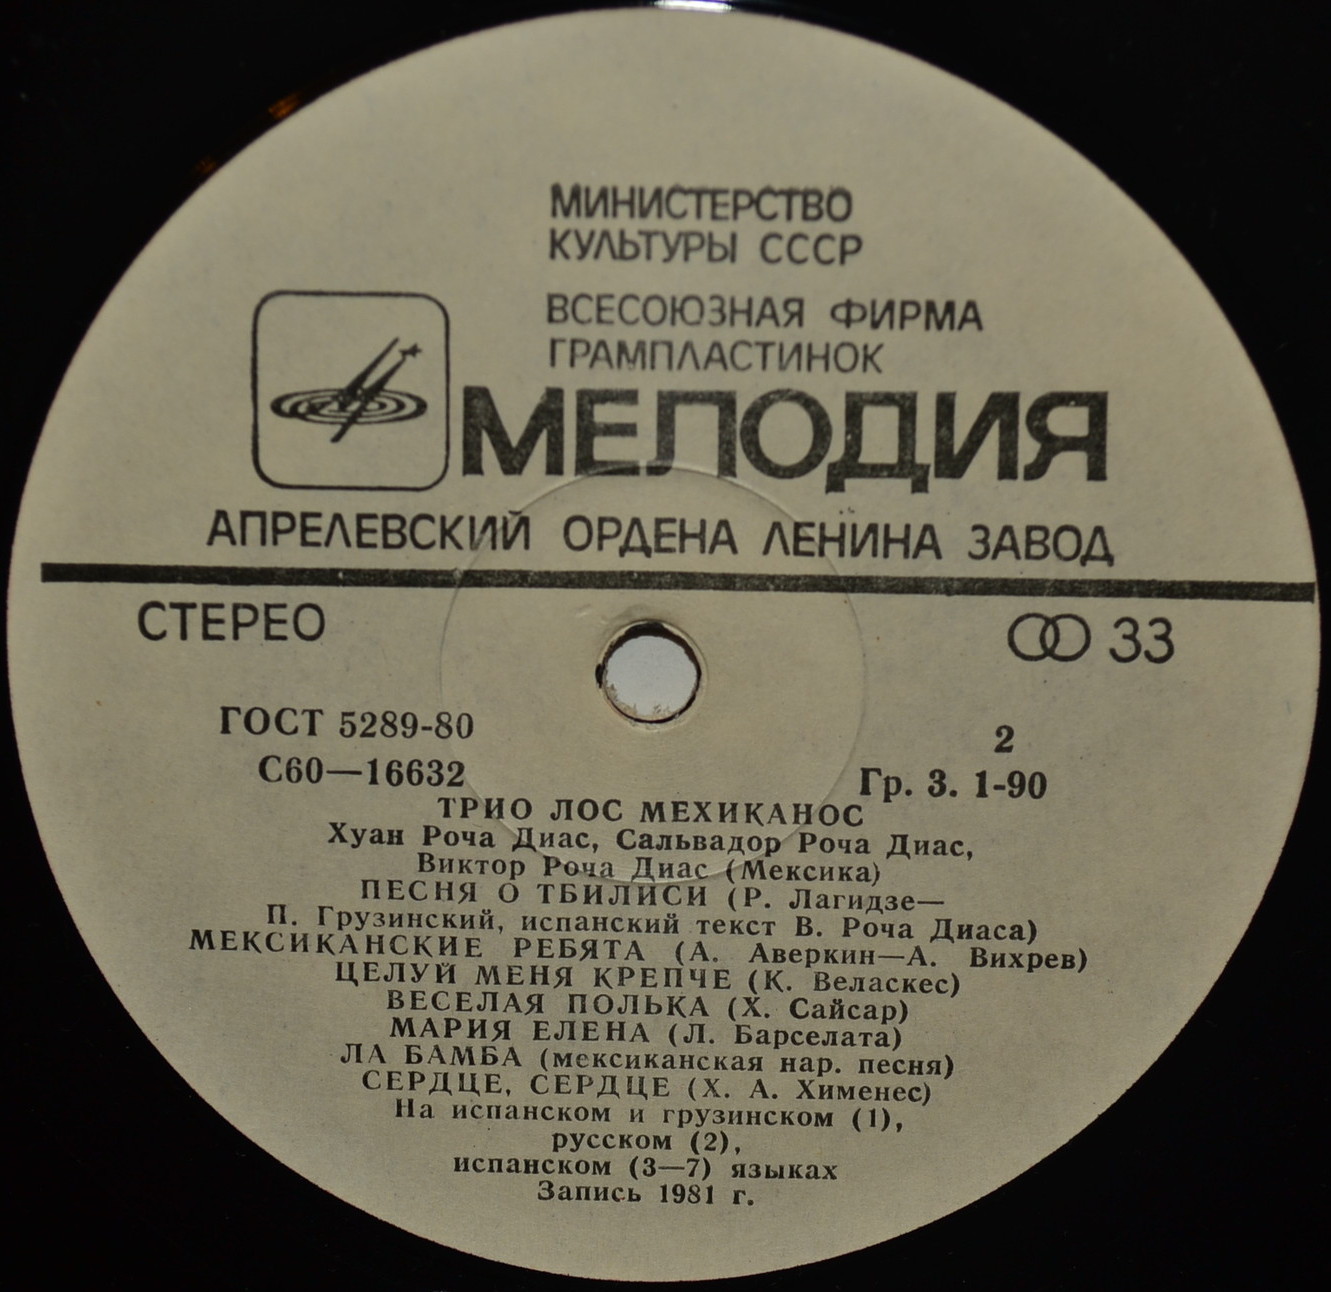 МИНИСТЕРСТВО
КУЛЬТУРЫ СССР
ВСЕСОЮЗНАЯ ФИРМА
ГРАМПЛАСТИНОК
МЕЛОДИЯ
АПРЕЛЕВСКИЙ ОРДЕНА ЛЕНИНА ЗАВОД
СТЕРЕО
33
ГОСТ 5289-80
2
С60—16632
Гр. 3. 1-90
ТРИО ЛОС МЕХИКАНОС
Хуан Роча Диас, Сальвадор Роча Диас,
Виктор Роча Диас (Мексика)
ПЕСНЯ О ТБИЛИСИ (Р. Лагидзе—
П. Грузинский, испанский текст В. Роча Диаса)
МЕКСИКАНСКИЕ РЕБЯТА (А. Аверкин—А. Вихрев)
ЦЕЛУЙ МЕНЯ КРЕПЧЕ (К. Веласкес)
ВЕСЕЛАЯ ПОЛЬКА (Х. Сайсар)
МАРИЯ ЕЛЕНА (Л. Барселата)
ЛА БАМБА (мексиканская нар. песня)
СЕРДЦЕ, СЕРДЦЕ (Х. А. Хименес)
На испанском и грузинском (1),
русском (2),
испанском (3—7) языках
Запись 1981 г.